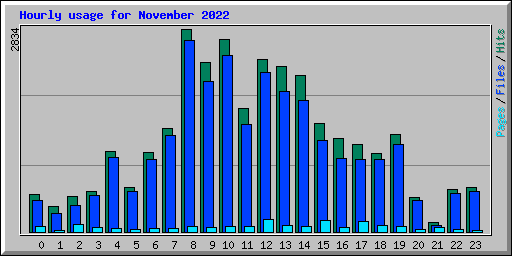 Hourly usage for November 2022
2834
Pages/Files/Hits
0 1 2 3 4 5 6 7 8 9 10 11 12 13 14 15 16 17 18 19 20 21 22 23